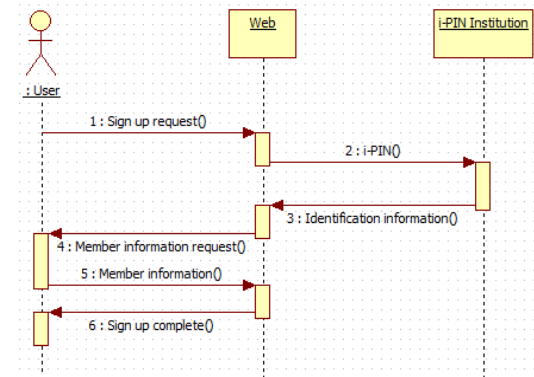 Web
i-PIN Institution
: User
1 : Sign up request()
2 : i-PIN()
3 : Identification information()
4 : Member information request()
5 : Member information()
6 : Sign up complete()